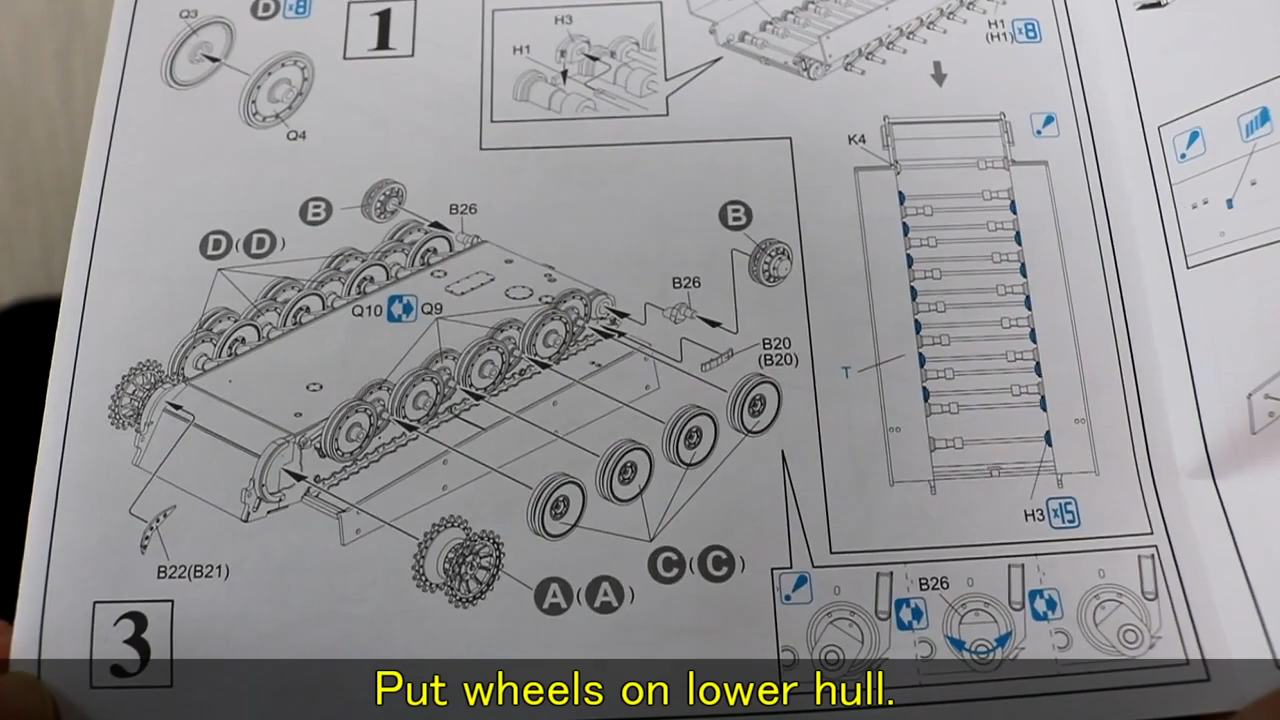 Q3
D x8
Q4
1
H3
H1
H1
(H1) x8
K4
B
B26
D(D)
B
B26
Q10
Q9
B20
(B20)
T
H3 x15
B22(B21)
A(A)
C(C)
B26
3
Put wheels on lower hull.